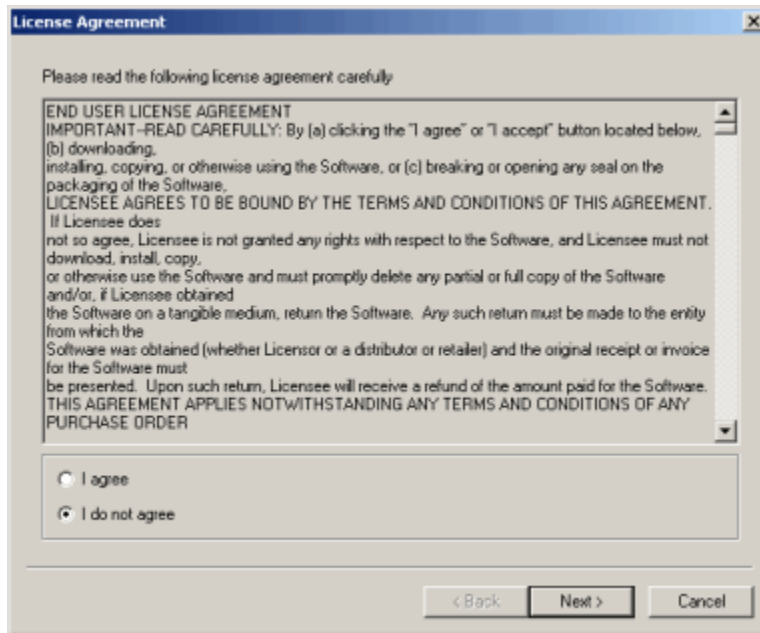 License Agreement
Please read the following license agreement carefully
END USER LICENSE AGREEMENT
IMPORTANT-READ CAREFULLY: By (a) clicking the "I agree" or "I accept" button located below,
(b) downloading,
installing, copying, or otherwise using the Software, or (c) breaking or opening any seal on the
packaging of the Software,
LICENSEE AGREES TO BE BOUND BY THE TERMS AND CONDITIONS OF THIS AGREEMENT.
If Licensee does
not so agree, Licensee is not granted any rights with respect to the Software, and Licensee must not
download, install, copy,
or otherwise use the Software and must promptly delete any partial or full copy of the Software
and/or, if Licensee obtained
the Software on a tangible medium, return the Software. Any such return must be made to the entity
from which the
Software was obtained (whether Licensor or a distributor or retailer) and the original receipt or invoice
for the Software must
be presented. Upon such return, Licensee will receive a refund of the amount paid for the Software.
THIS AGREEMENT APPLIES NOTWITHSTANDING ANY TERMS AND CONDITIONS OF ANY
PURCHASE ORDER
I agree
I do not agree
< Back Next > Cancel